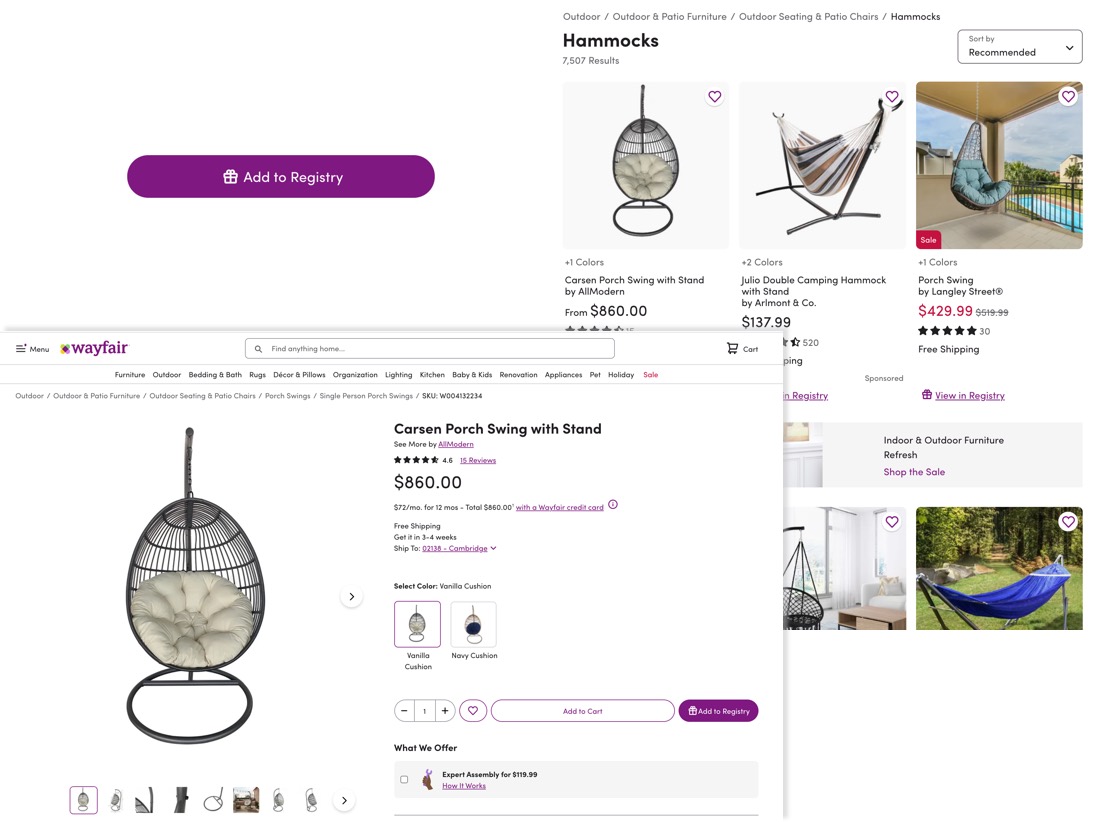 Outdoor / Outdoor & Patio Furniture / Outdoor Seating & Patio Chairs / Hammocks
Hammocks
7,507 Results
Sort by
Recommended
Add to Registry
Sale
+1 Colors
Carsen Porch Swing with Stand
by AllModern
From $860.00
15
+2 Colors
Julio Double Camping Hammock
with Stand
by Arlmont & Co.
$137.99
520
ping
Sponsored
in Registry
+1 Colors
Porch Swing
by Langley Street®
$429.99 $519.99
30
Free Shipping
View in Registry
Indoor & Outdoor Furniture
Refresh
Shop the Sale
Menu
wayfair
Find anything home...
Cart
Furniture Outdoor Bedding & Bath Rugs Décor & Pillows Organization Lighting Kitchen Baby & Kids Renovation Appliances Pet Holiday Sale
Outdoor / Outdoor & Patio Furniture / Outdoor Seating & Patio Chairs / Porch Swings / Single Person Porch Swings / SKU: W004132234
Carsen Porch Swing with Stand
See More by AllModern
4.6 15 Reviews
$860.00
$72/mo. for 12 mos - Total $860.00¹ with a Wayfair credit card
Free Shipping
Get it in 3-4 weeks
Ship To: 02138 - Cambridge
Select Color: Vanilla Cushion
Vanilla
Cushion
Navy Cushion
1
Add to Cart
Add to Registry
What We Offer
Expert Assembly for $119.99
How It Works